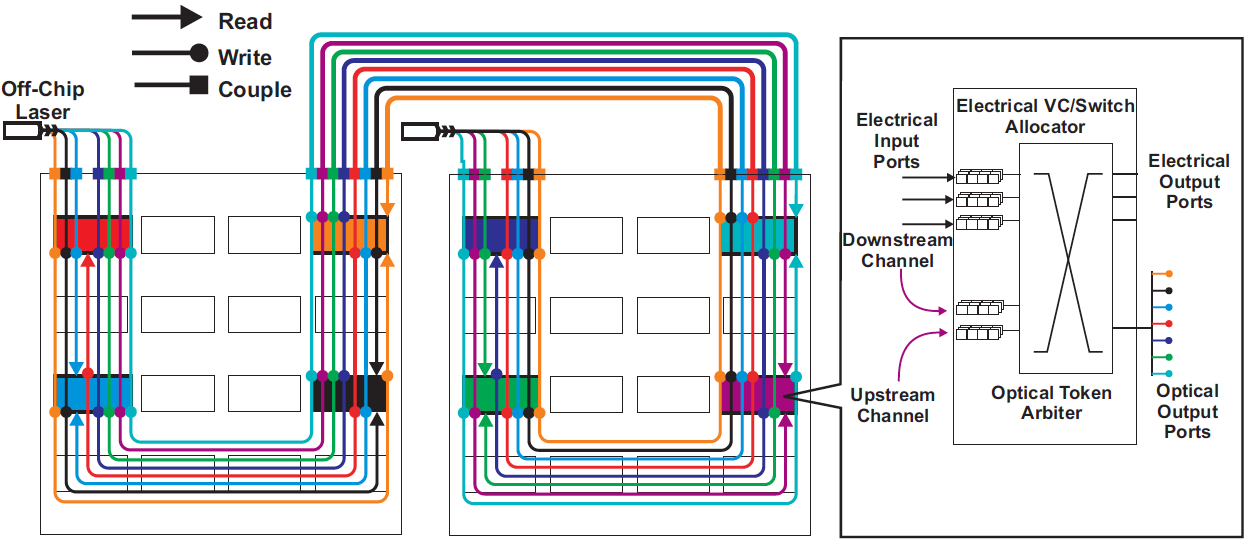 Read
Write
Couple
Off-Chip
Laser
Electrical
Input
Ports
Electrical VC/Switch
Allocator
Electrical
Output
Ports
Downstream
Channel
Upstream
Channel
Optical Token
Arbiter
Optical
Output
Ports